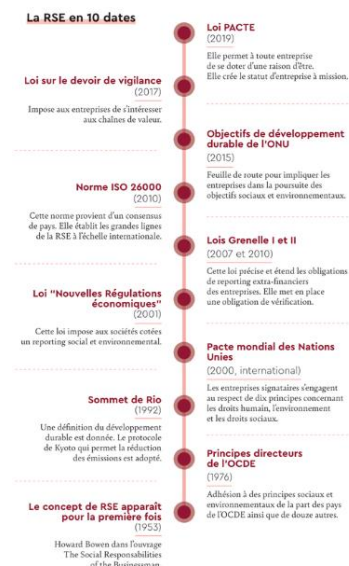 La RSE en 10 dates
Loi PACTE
(2019)
Elle permet à toute entreprise
de se doter d'une raison d'être.
Elle crée le statut d'entreprise à mission.
Loi sur le devoir de vigilance
(2017)
Impose aux entreprises de s'intéresser
aux chaînes de valeur.
Objectifs de développement
durable de l'ONU
(2015)
Feuille de route pour impliquer les
entreprises dans la poursuite des
objectifs sociaux et environnementaux.
Norme ISO 26000
(2010)
Cette norme provient d'un consensus
de pays. Elle établit les grandes lignes
de la RSE à l'échelle internationale.
Lois Grenelle I et II
(2007 et 2010)
Cette loi précise et étend les obligations
de reporting extra-financiers
des entreprises. Elle met en place
une obligation de vérification.
Loi "Nouvelles Régulations
économiques"
(2001)
Cette loi impose aux sociétés cotées
un reporting social et environnemental.
Pacte mondial des Nations
Unies
(2000, international)
Les entreprises signataires s'engagent
au respect de dix principes concernant
les droits humain, l'environnement
et les droits sociaux.
Sommet de Rio
(1992)
Une définition du développement
durable est donnée. Le protocole
de Kyoto qui permet la réduction
des émissions est adopté.
Principes directeurs
de l'OCDE
(1976)
Adhésion à des principes sociaux et
environnementaux de la part des pays
de l'OCDE ainsi que de douze autres.
Le concept de RSE apparaît
pour la première fois
(1953)
Howard Bowen dans l'ouvrage
The Social Responsabilities
of the Businessman.